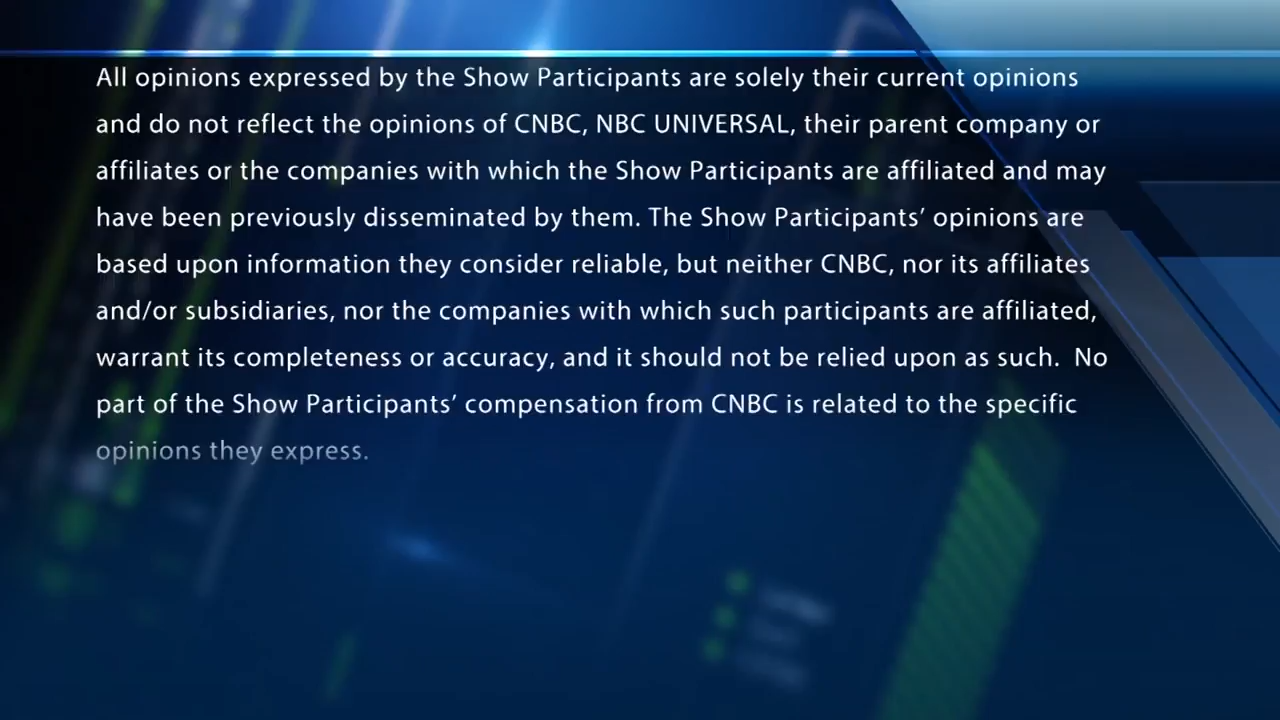 All opinions expressed by the Show Participants are solely their current opinions
and do not reflect the opinions of CNBC, NBC UNIVERSAL, their parent company or
affiliates or the companies with which the Show Participants are affiliated and may
have been previously disseminated by them. The Show Participants’ opinions are
based upon information they consider reliable, but neither CNBC, nor its affiliates
and/or subsidiaries, nor the companies with which such participants are affiliated,
warrant its completeness or accuracy, and it should not be relied upon as such.  No
part of the Show Participants’ compensation from CNBC is related to the specific
opinions they express.